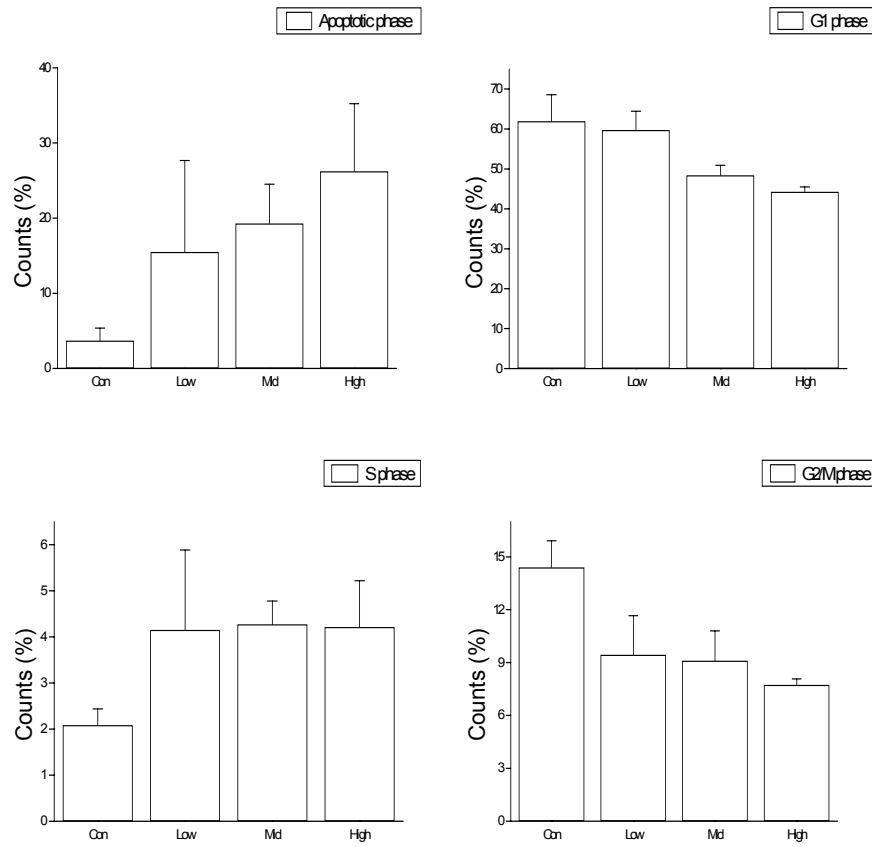 Apoptotic phase
40
30
20
10
0
Counts (%)
Con Low Mid High
G1 phase
70
60
50
40
30
20
10
0
Counts (%)
Con Low Mid High
S phase
6
5
4
3
2
1
0
Counts (%)
Con Low Mid High
G2/M phase
15
12
9
6
3
0
Counts (%)
Con Low Mid High